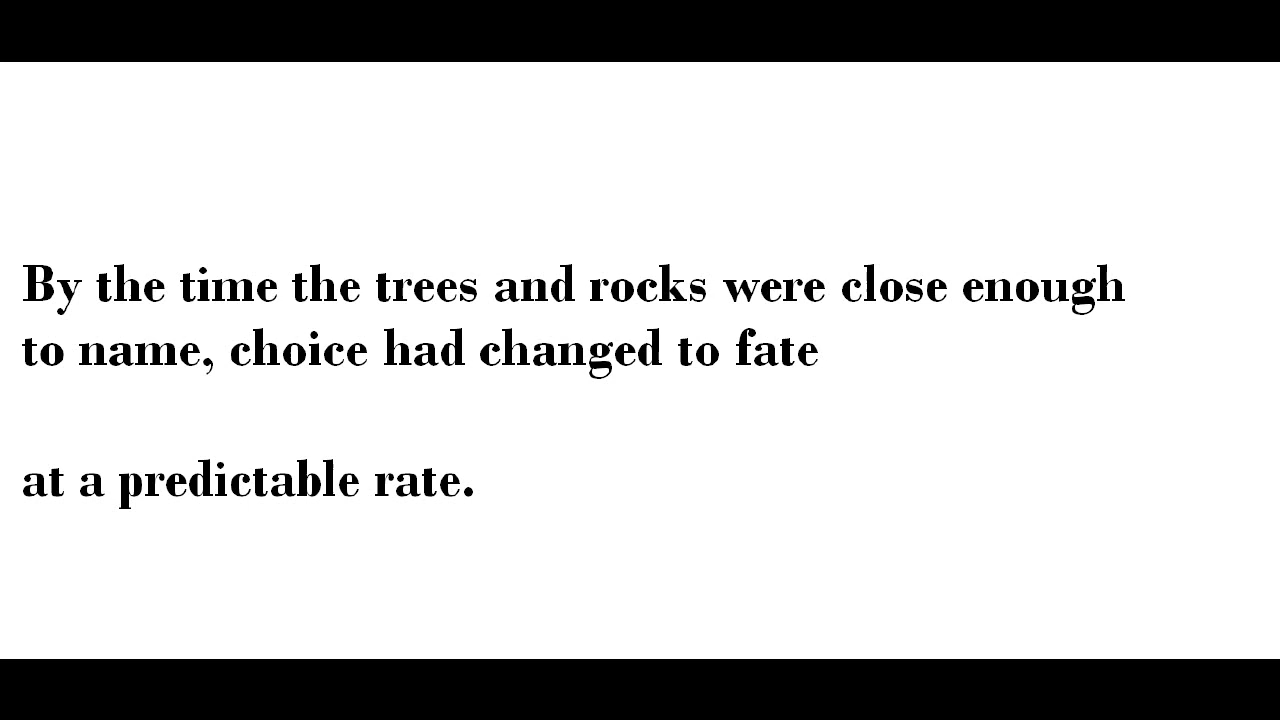 By the time the trees and rocks were close enough
to name, choice had changed to fate
at a predictable rate.